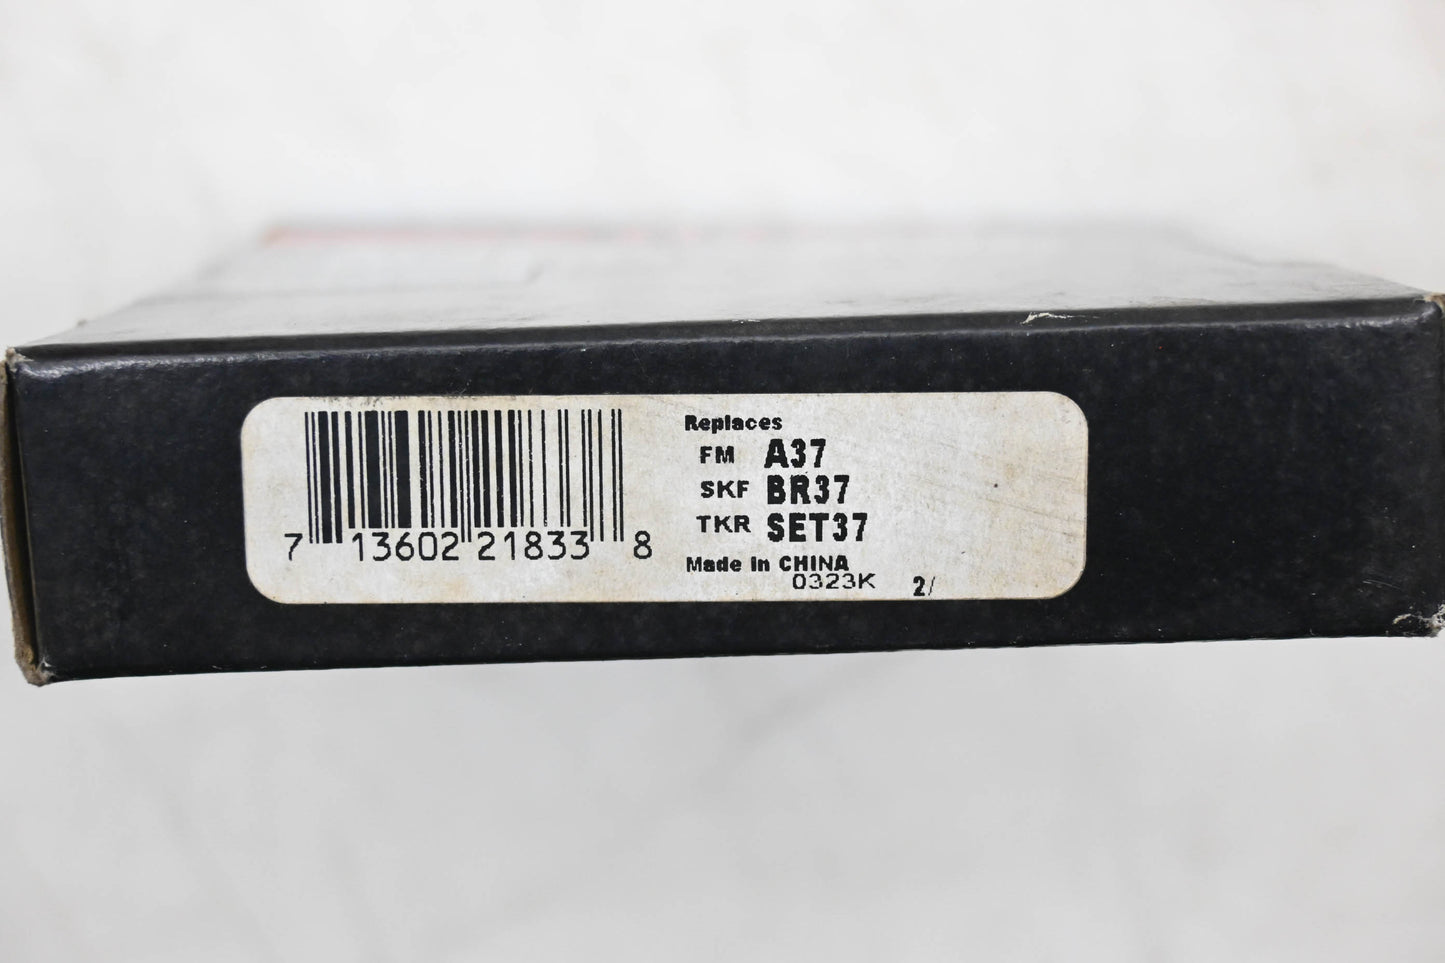 7 13602 21833 8
Replaces
FM A37
SKF BR37
TKR SET37
Made in CHINA
0323K 2/